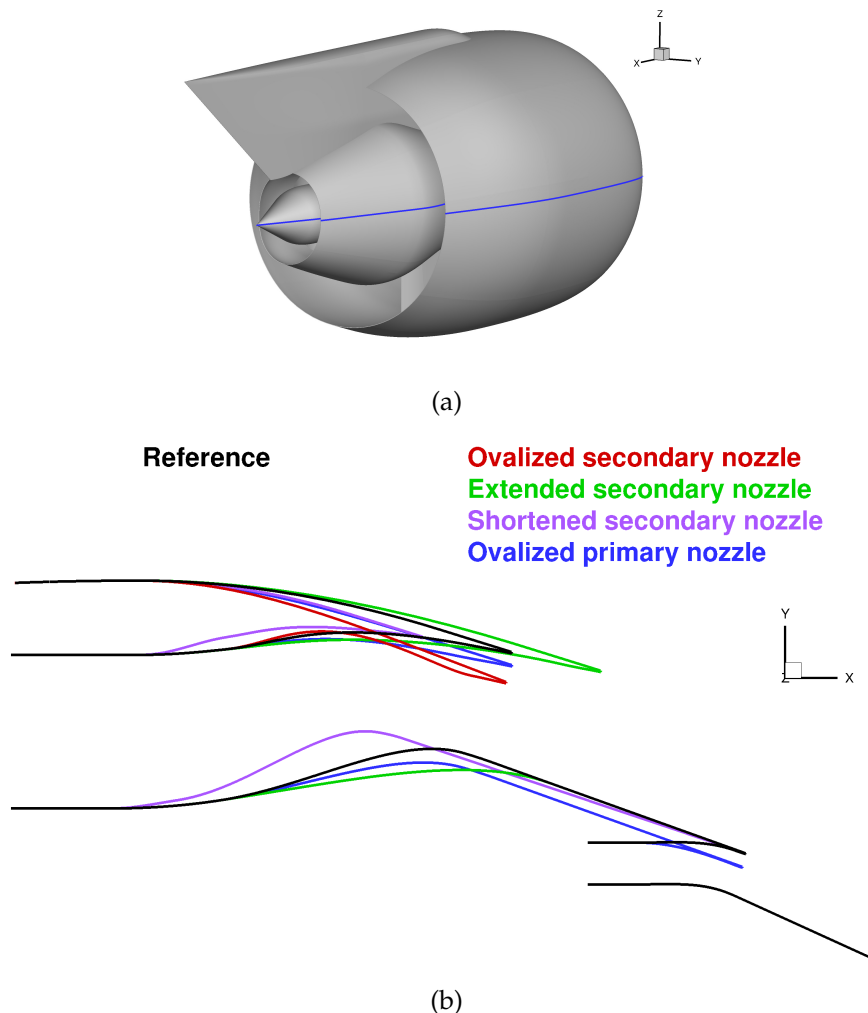 Z
X
Y
(a)
Reference
Ovalized secondary nozzle
Extended secondary nozzle
Shortened secondary nozzle
Ovalized primary nozzle
Y
Z
X
(b)